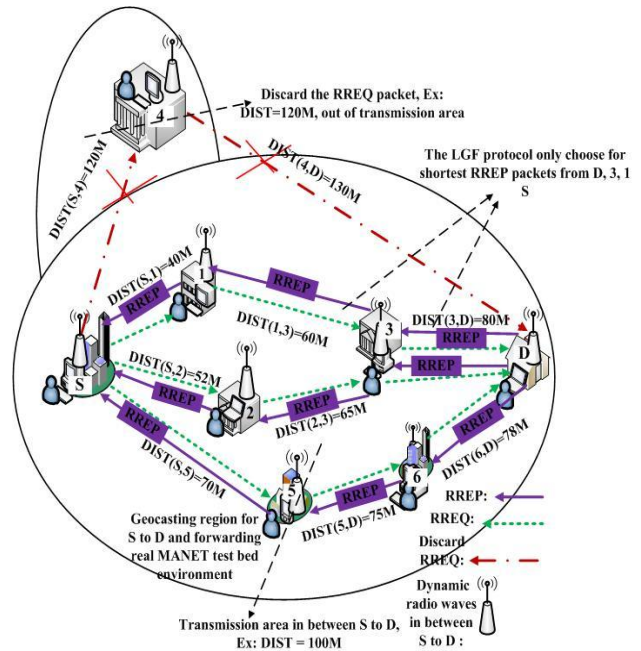 4
Discard the RREQ packet, Ex:
DIST=120M, out of transmission area
DIST(S,4)=120M
DIST(4,D)=130M
The LGF protocol only choose for
shortest RREP packets from D, 3, 1
S
DIST(S,1)=40M
1
RREP
RREP
DIST(1,3)=60M
3
DIST(3,D)=80M
RREP
RREP
D
S
DIST(S,2)=52M
RREP
2
RREP
DIST(2,3)=65M
RREP
DIST(S,5)=70M
5
RREP
DIST(5,D)=75M
6
RREP
DIST(6,D)=78M
Geocasting region for
S to D and forwarding
real MANET test bed
environment
RREP:
RREQ:
Discard
RREQ:
Dynamic
radio waves
in between
S to D :
Transmission area in between S to D,
Ex: DIST = 100M